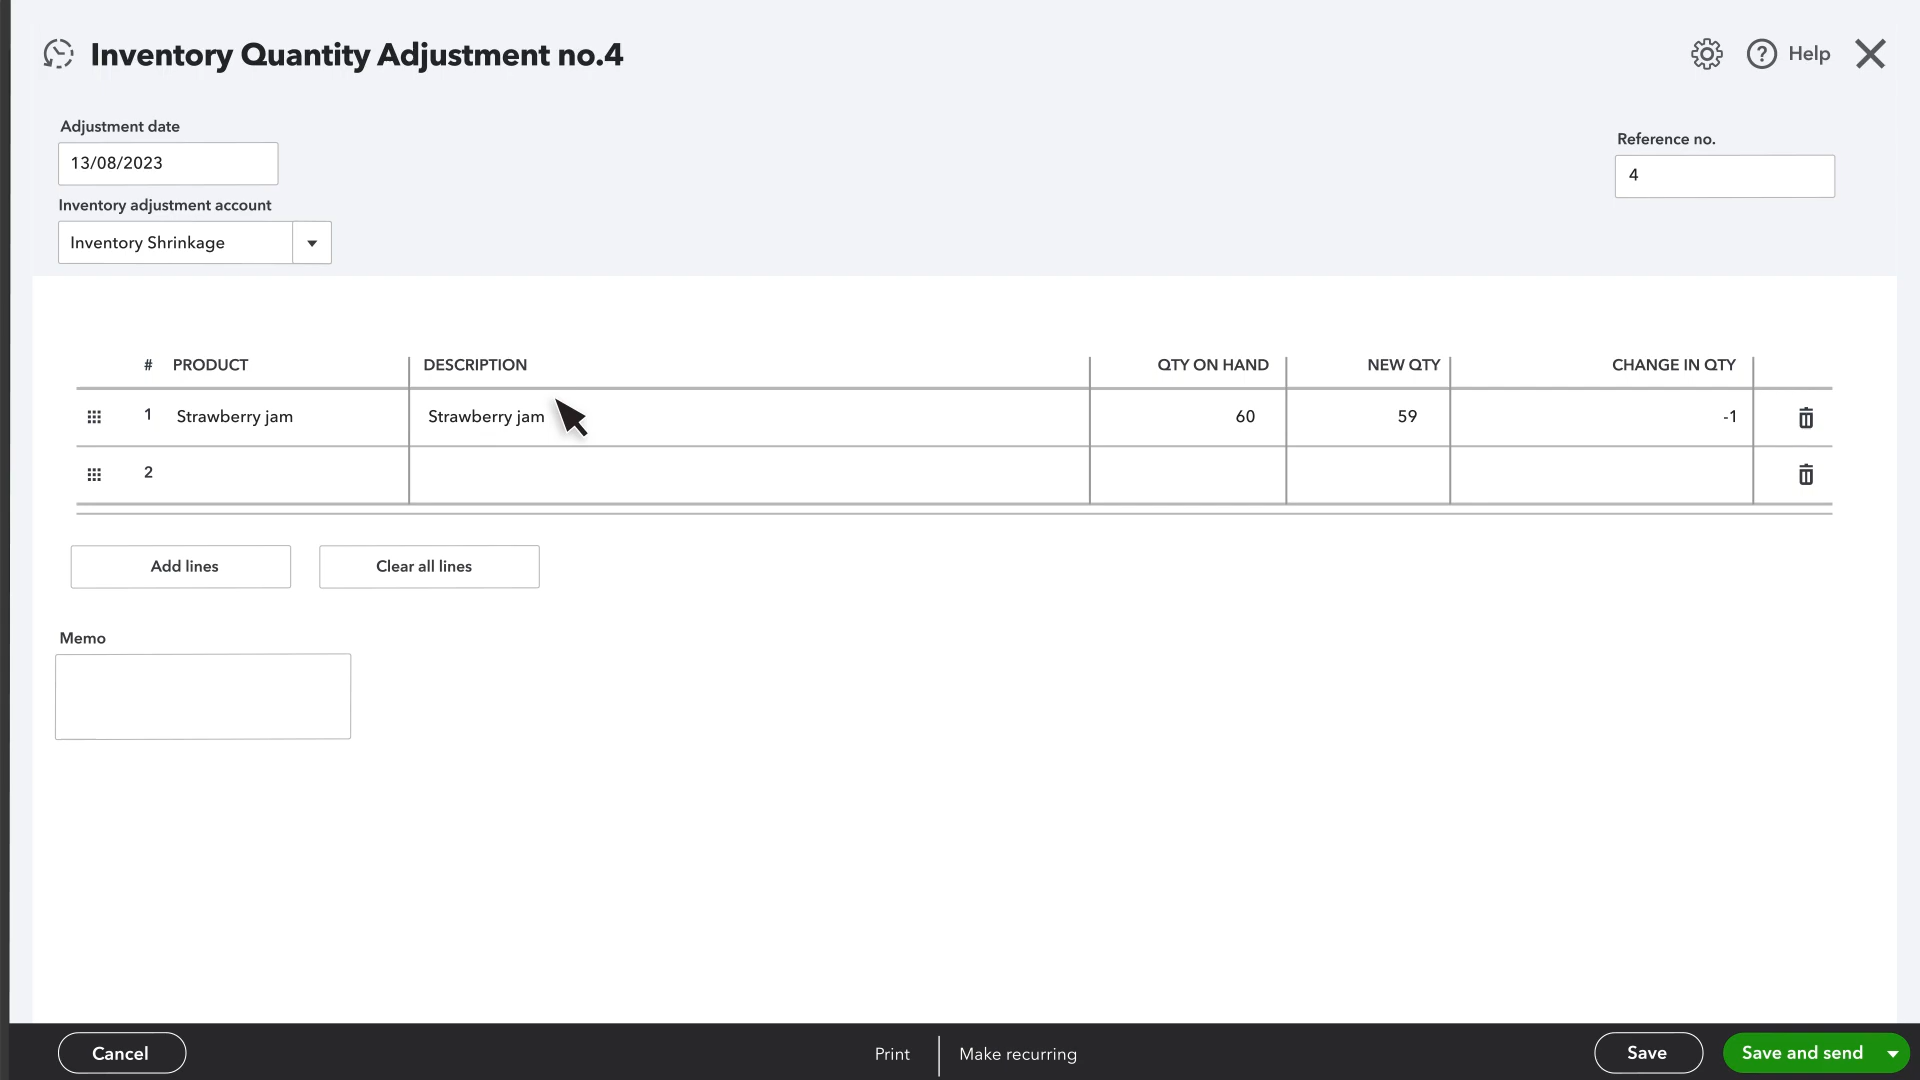 Inventory Quantity Adjustment no.4
? Help
Adjustment date
13/08/2023
Reference no.
4
Inventory adjustment account
Inventory Shrinkage
# PRODUCT DESCRIPTION QTY ON HAND NEW QTY CHANGE IN QTY
1 Strawberry jam Strawberry jam 60 59 -1
2
Add lines Clear all lines
Memo
Cancel Print Make recurring Save Save and send